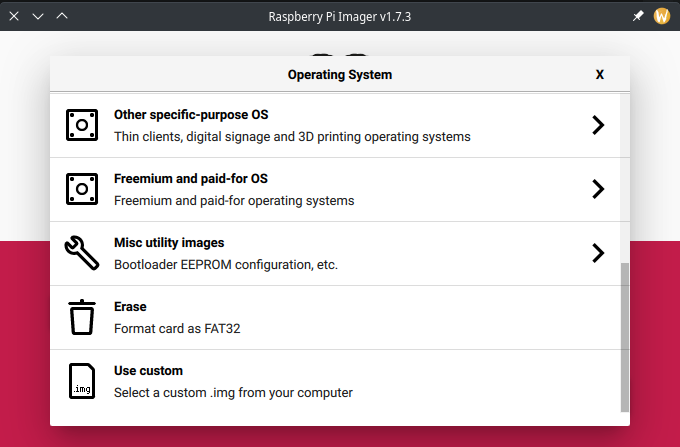 Raspberry Pi Imager v1.7.3
W
Operating System
X
Other specific-purpose OS
Thin clients, digital signage and 3D printing operating systems
Freemium and paid-for OS
Freemium and paid-for operating systems
Misc utility images
Bootloader EEPROM configuration, etc.
Erase
Format card as FAT32
Use custom
.img
Select a custom .img from your computer